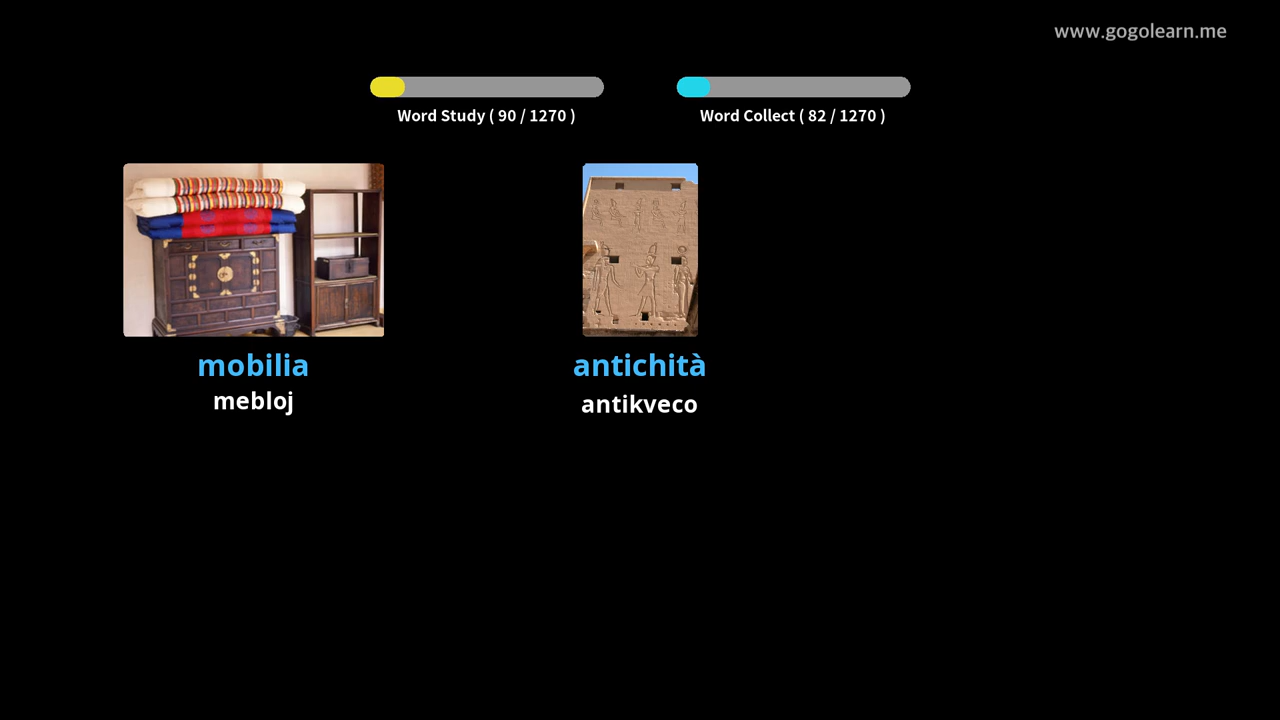 www.gogolearn.me
Word Study ( 90 / 1270 )
Word Collect ( 82 / 1270 )
mobilia
mebloj
antichità
antikveco